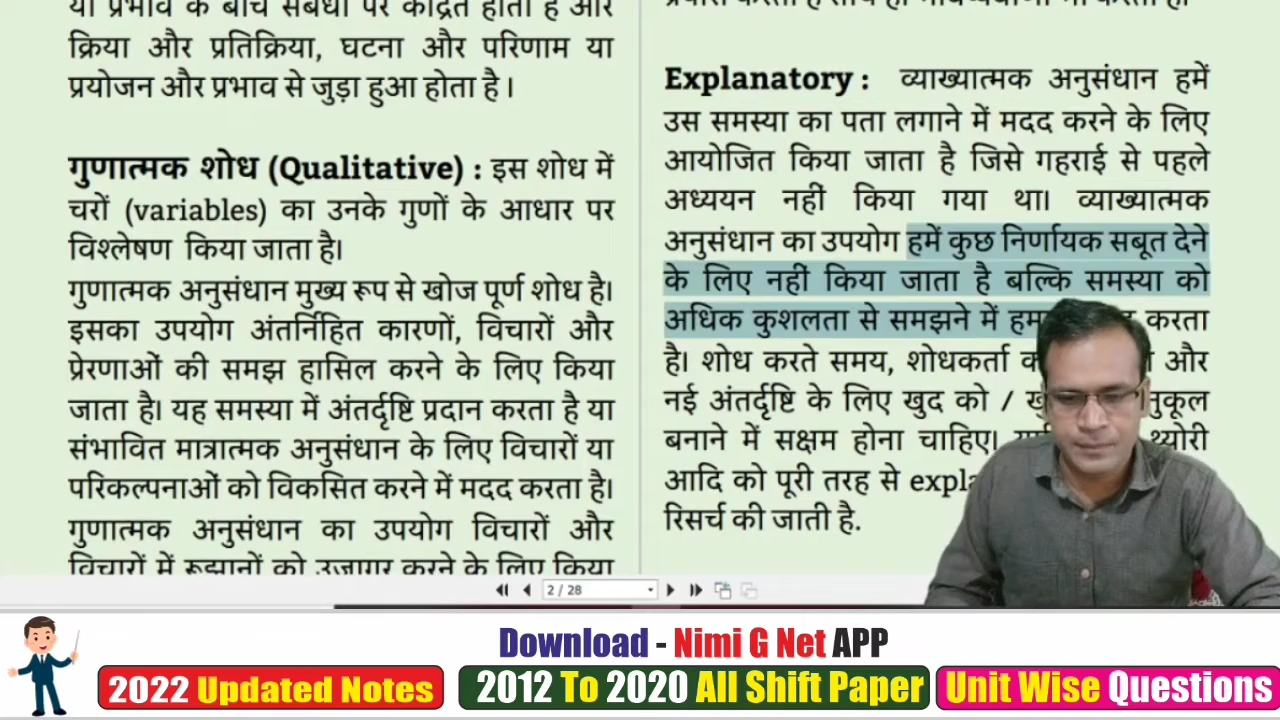 या प्रभाव के बीच संबंधों पर केंद्रित होता है और
क्रिया और प्रतिक्रिया, घटना और परिणाम या
प्रयोजन और प्रभाव से जुड़ा हुआ होता है ।
गुणात्मक शोध (Qualitative) : इस शोध में
चरों (variables) का उनके गुणों के आधार पर
विश्लेषण किया जाता है।
गुणात्मक अनुसंधान मुख्य रूप से खोज पूर्ण शोध है।
इसका उपयोग अंतर्निहित कारणों, विचारों और
प्रेरणाओं की समझ हासिल करने के लिए किया
जाता है। यह समस्या में अंतर्दृष्टि प्रदान करता है या
संभावित मात्रात्मक अनुसंधान के लिए विचारों या
परिकल्पनाओं को विकसित करने में मदद करता है।
गुणात्मक अनुसंधान का उपयोग विचारों और
विचारों में रूझानों को उजागर करने के लिए किया
Explanatory : व्याख्यात्मक अनुसंधान हमें
उस समस्या का पता लगाने में मदद करने के लिए
आयोजित किया जाता है जिसे गहराई से पहले
अध्ययन नहीं किया गया था। व्याख्यात्मक
अनुसंधान का उपयोग हमें कुछ निर्णायक सबूत देने
के लिए नहीं किया जाता है बल्कि समस्या को
अधिक कुशलता से समझने में करता
है। शोध करते समय, शोधकर्ता और
नई अंतर्दृष्टि के लिए खुद को /
बनाने में सक्षम होना चाहिए। थ्योरी
आदि को पूरी तरह से
रिसर्च की जाती है.
2 / 28
Download - Nimi G Net APP
2022 Updated Notes
2012 To 2020 All Shift Paper
Unit Wise Questions